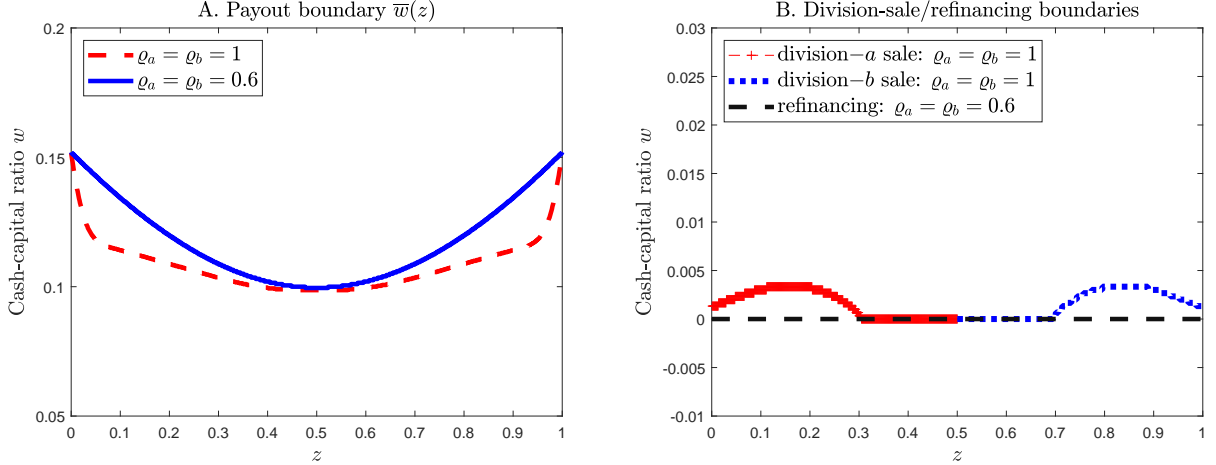 A. Payout boundary w̅(z)
0.2
ϱa = ϱb = 1
ϱa = ϱb = 0.6
0.15
0.1
0.05
Cash-capital ratio w
0 0.1 0.2 0.3 0.4 0.5 0.6 0.7 0.8 0.9 1
z
B. Division-sale/refinancing boundaries
0.03
division−a sale: ϱa = ϱb = 1
division−b sale: ϱa = ϱb = 1
refinancing: ϱa = ϱb = 0.6
0.025
0.02
0.015
0.01
0.005
0
-0.005
-0.01
Cash-capital ratio w
0 0.1 0.2 0.3 0.4 0.5 0.6 0.7 0.8 0.9 1
z